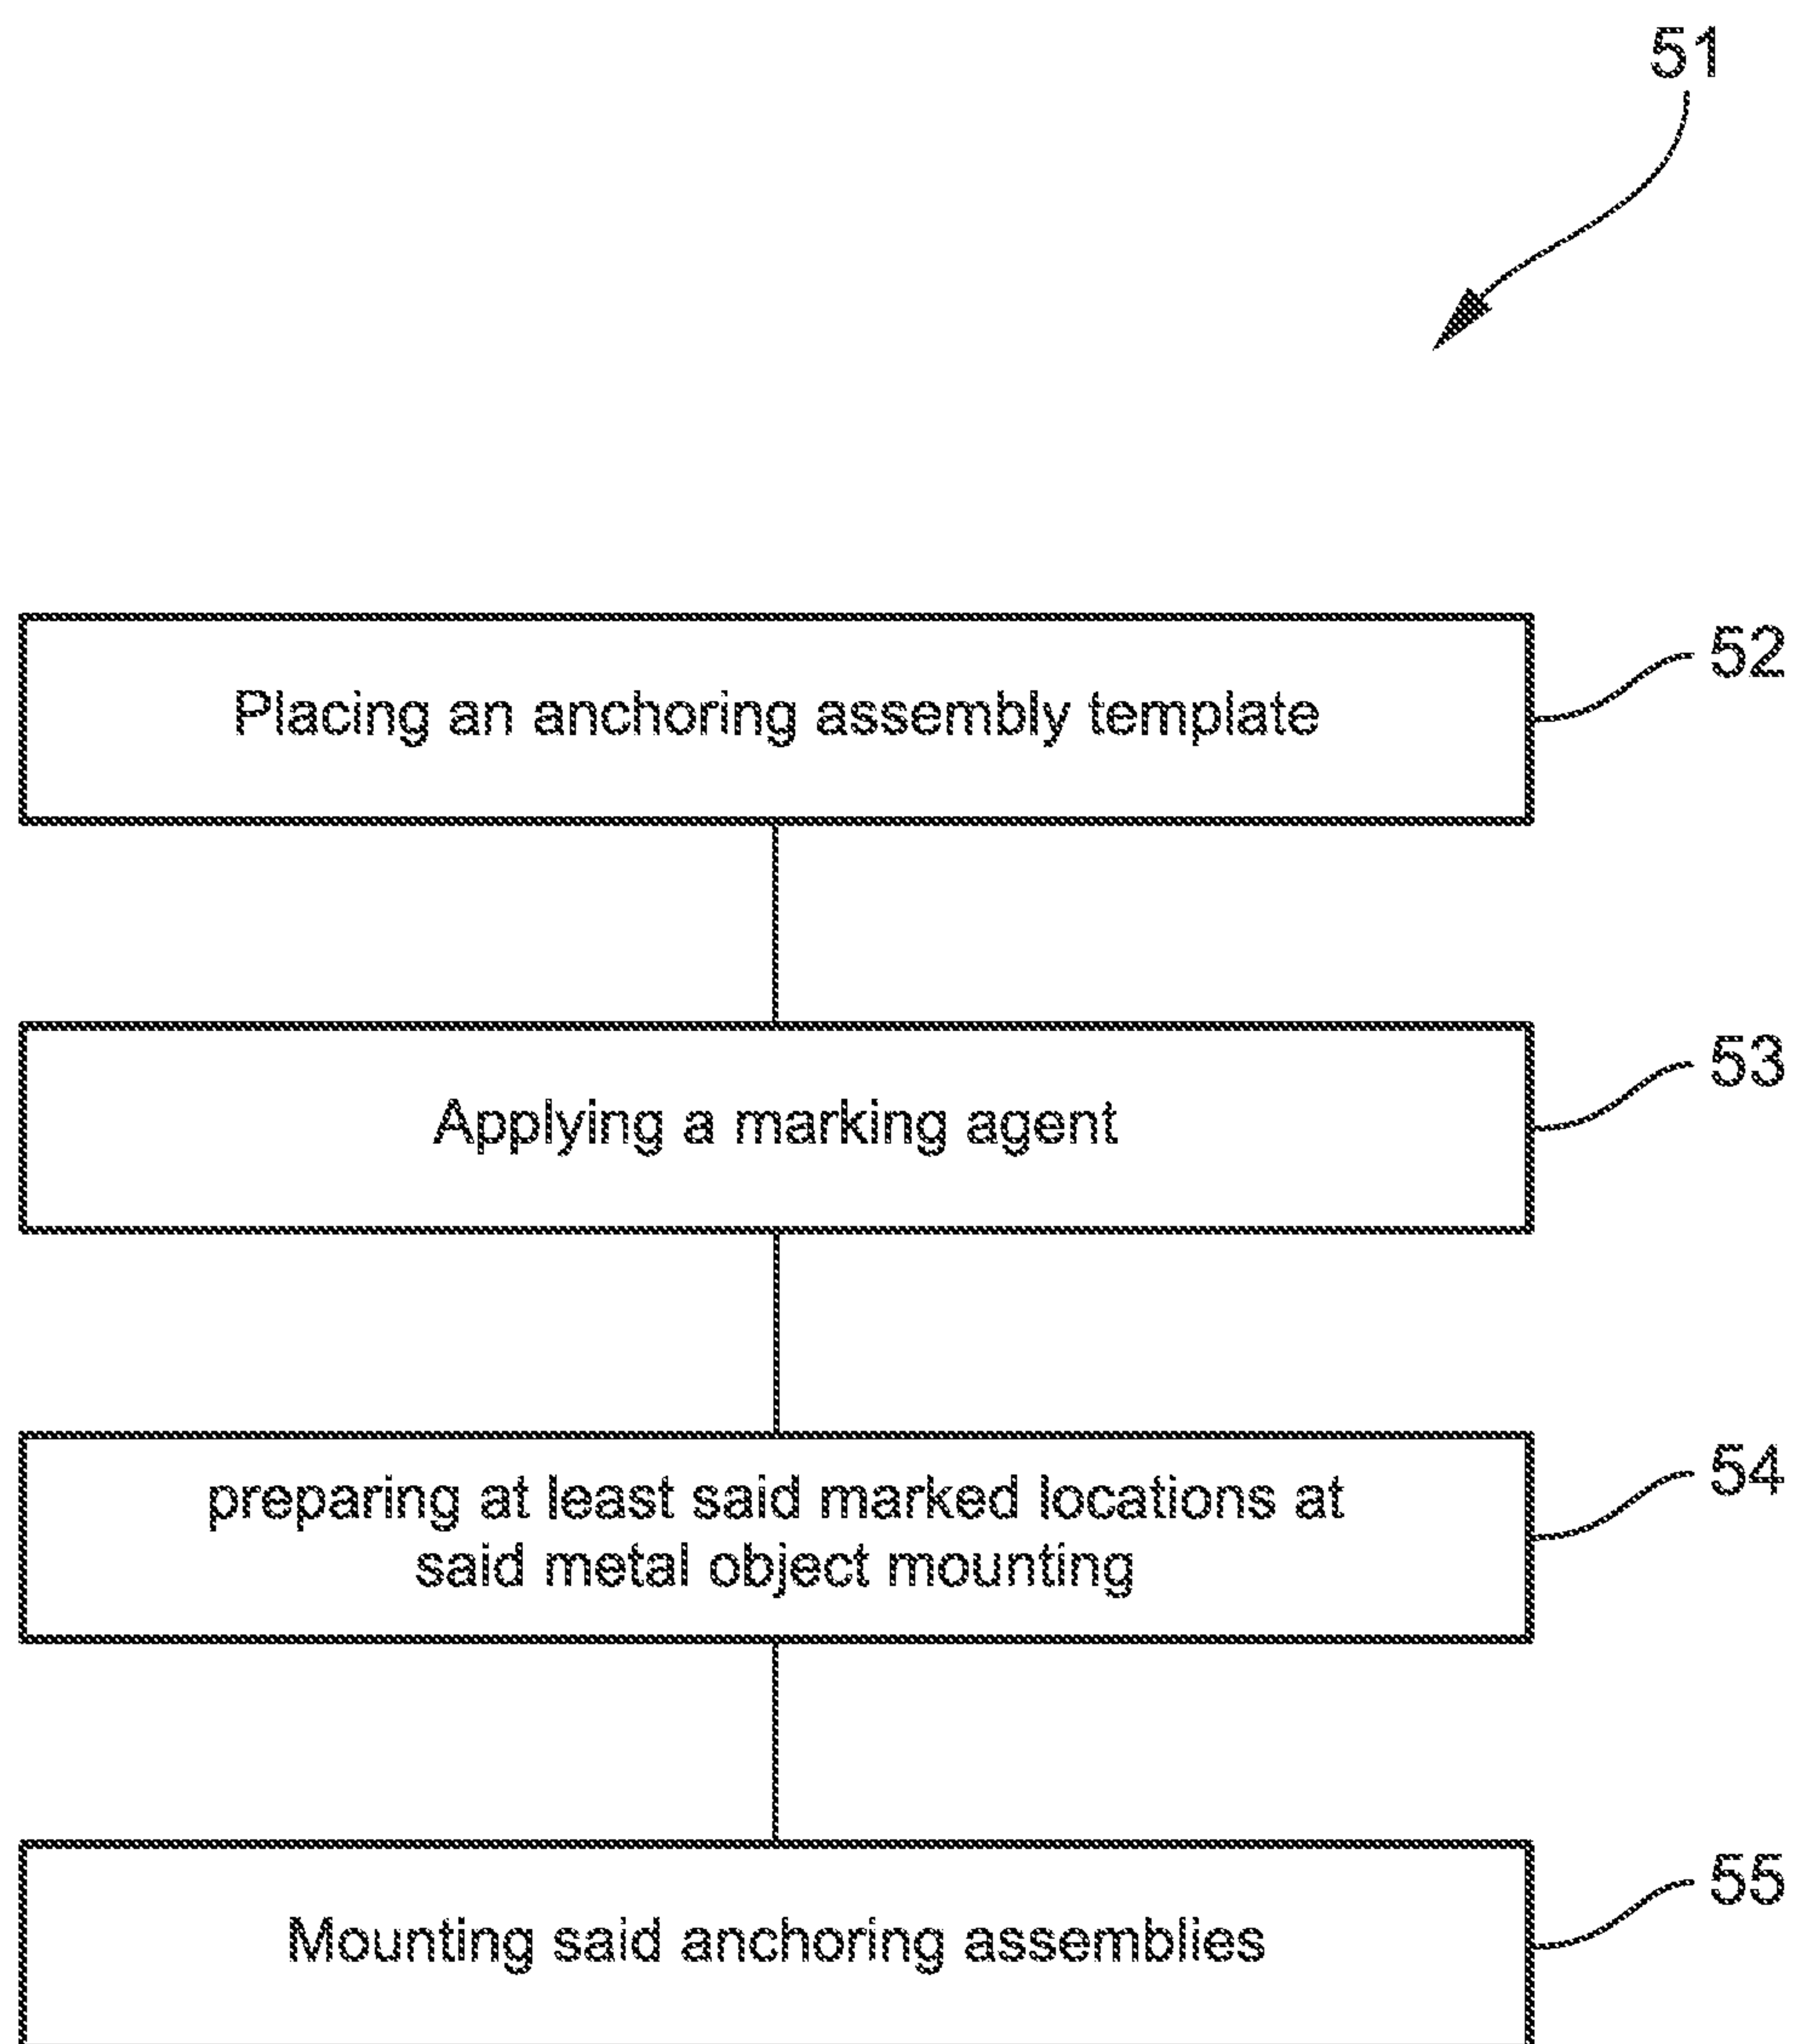 51
Placing an anchoring assembly template
52
Applying a marking agent
53
preparing at least said marked locations at
said metal object mounting
54
Mounting said anchoring assemblies
55